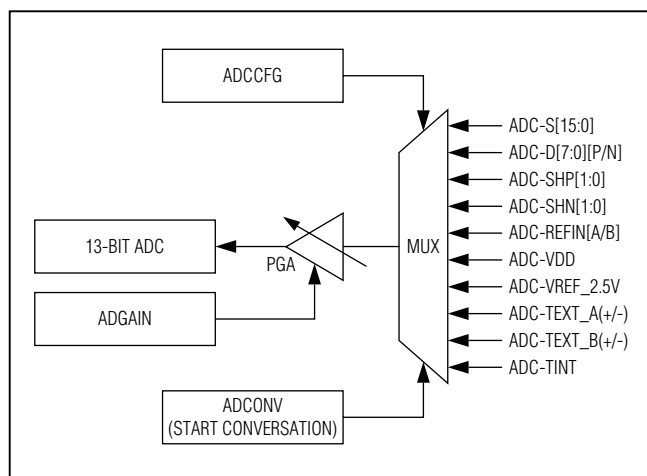 ADCCFG
ADC-S[15:0]
ADC-D[7:0][P/N]
ADC-SHP[1:0]
ADC-SHN[1:0]
ADC-REFIN[A/B]
ADC-VDD
ADC-VREF_2.5V
ADC-TEXT_A(+/-)
ADC-TEXT_B(+/-)
ADC-TINT
MUX
13-BIT ADC
PGA
ADGAIN
ADCONV
(START CONVERSATION)